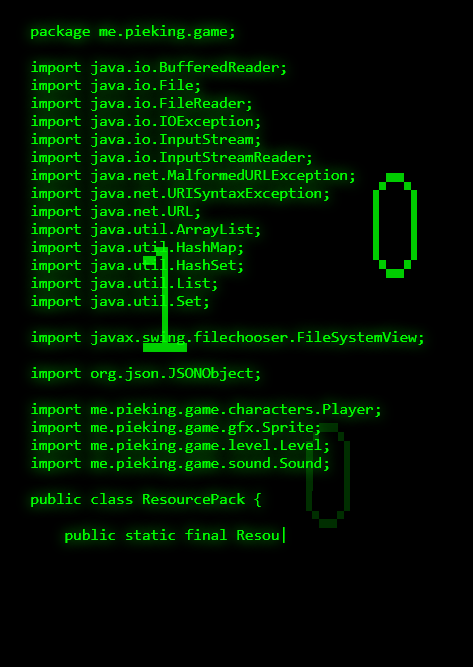 package me.pieking.game;
import java.io.BufferedReader;
import java.io.File;
import java.io.FileReader;
import java.io.IOException;
import java.io.InputStream;
import java.io.InputStreamReader;
import java.net.MalformedURLException;
import java.net.URISyntaxException;
import java.net.URL;
import java.util.ArrayList;
import java.util.HashMap;
import java.util.HashSet;
import java.util.List;
import java.util.Set;
import javax.swing.filechooser.FileSystemView;
import org.json.JSONObject;
import me.pieking.game.characters.Player;
import me.pieking.game.gfx.Sprite;
import me.pieking.game.level.Level;
import me.pieking.game.sound.Sound;
public class ResourcePack {
public static final Resou
0
1
0